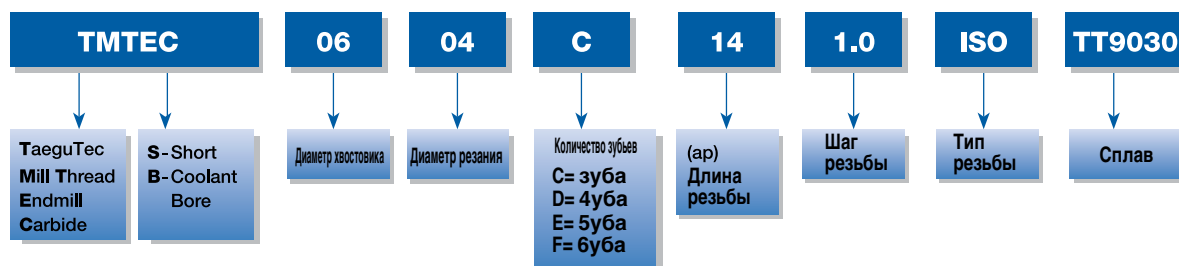 TMTEC
06
04
C
14
1.0
ISO
TT9030
TaeguTec
Mill Thread
Endmill
Carbide
S-Short
B-Coolant
Bore
Диаметр хвостовика
Диаметр резания
Количество зубьев
C= зуба
D= 4уба
E= 5уба
F= 6уба
(ap)
Длина
резьбы
Шаг
резьбы
Тип
резьбы
Сплав